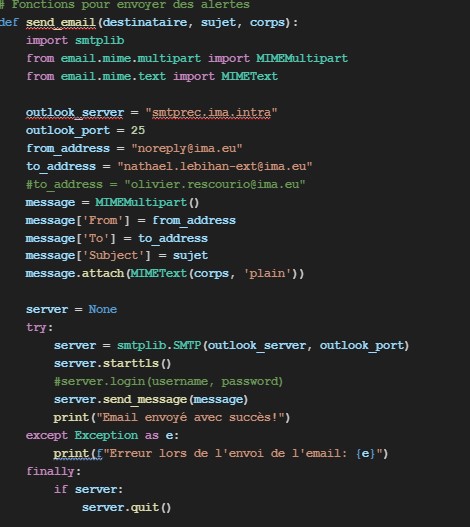 # Fonctions pour envoyer des alertes
def send_email(destinataire, sujet, corps):
    import smtplib
    from email.mime.multipart import MIMEMultipart
    from email.mime.text import MIMEText

    outlook_server = "smtprec.ima.intra"
    outlook_port = 25
    from_address = "noreply@ima.eu"
    to_address = "nathael.lebihan-ext@ima.eu"
    #to_address = "olivier.rescourio@ima.eu"
    message = MIMEMultipart()
    message['From'] = from_address
    message['To'] = to_address
    message['Subject'] = sujet
    message.attach(MIMEText(corps, 'plain'))

    server = None
    try:
        server = smtplib.SMTP(outlook_server, outlook_port)
        server.starttls()
        #server.login(username, password)
        server.send_message(message)
        print("Email envoyé avec succès!")
    except Exception as e:
        print(f"Erreur lors de l'envoi de l'email: {e}")
    finally:
        if server:
            server.quit()